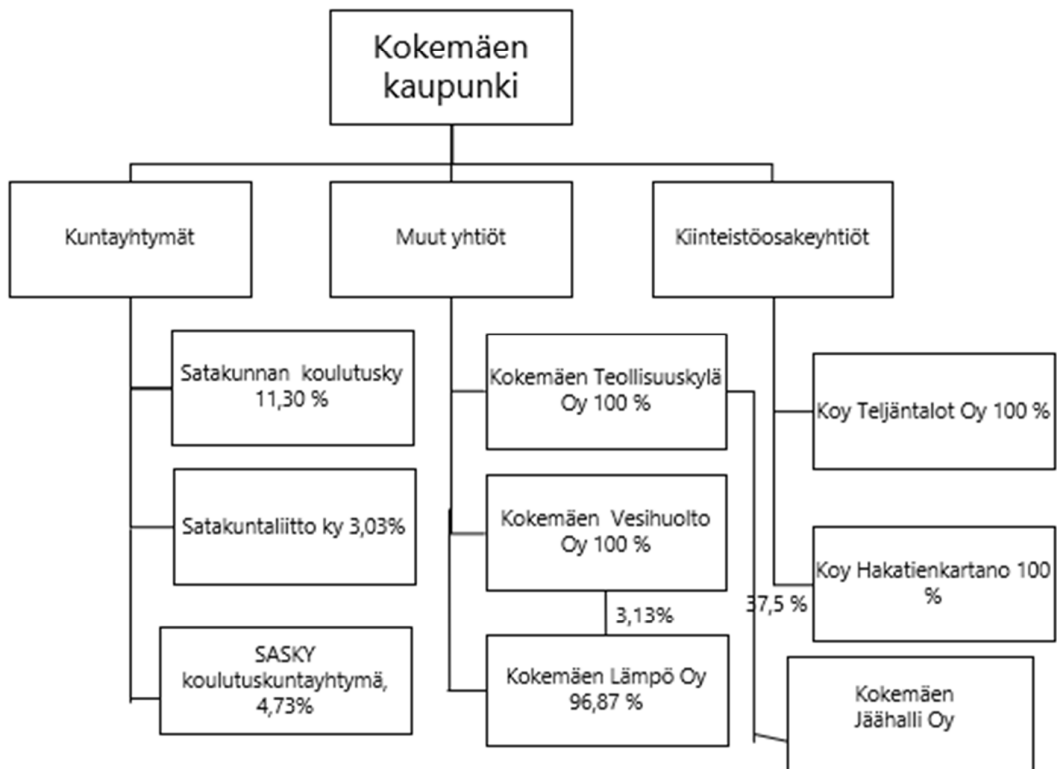 Kokemäen
kaupunki
Kuntayhtymät
Muut yhtiöt
Kiinteistöosakeyhtiöt
Satakunnan koulutusky
11,30 %
Satakuntaliitto ky 3,03%
SASKY
koulutuskuntayhtymä,
4,73%
Kokemäen Teollisuuskylä
Oy 100 %
Kokemäen Vesihuolto
Oy 100 %
3,13%
Kokemäen Lämpö Oy
96,87 %
Koy Teljäntalot Oy 100 %
Koy Hakatienkartano 100
%
37,5 %
Kokemäen
Jäähalli Oy